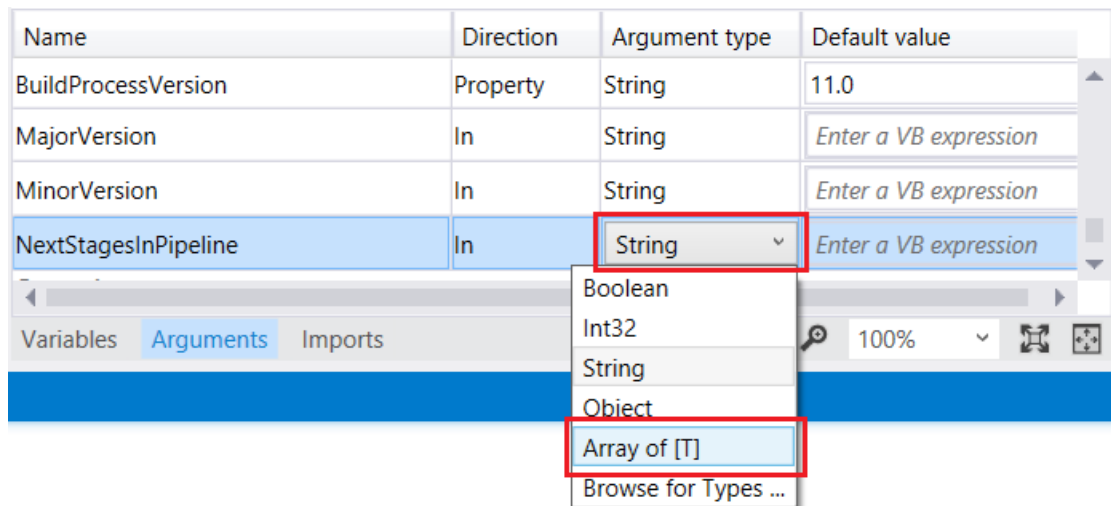 Name Direction Argument type Default value
BuildProcessVersion Property String 11.0
MajorVersion In String Enter a VB expression
MinorVersion In String Enter a VB expression
NextStagesInPipeline In String Enter a VB expression
Boolean
Variables Arguments Imports Int32 100%
String
Object
Array of [T]
Browse for Types ...